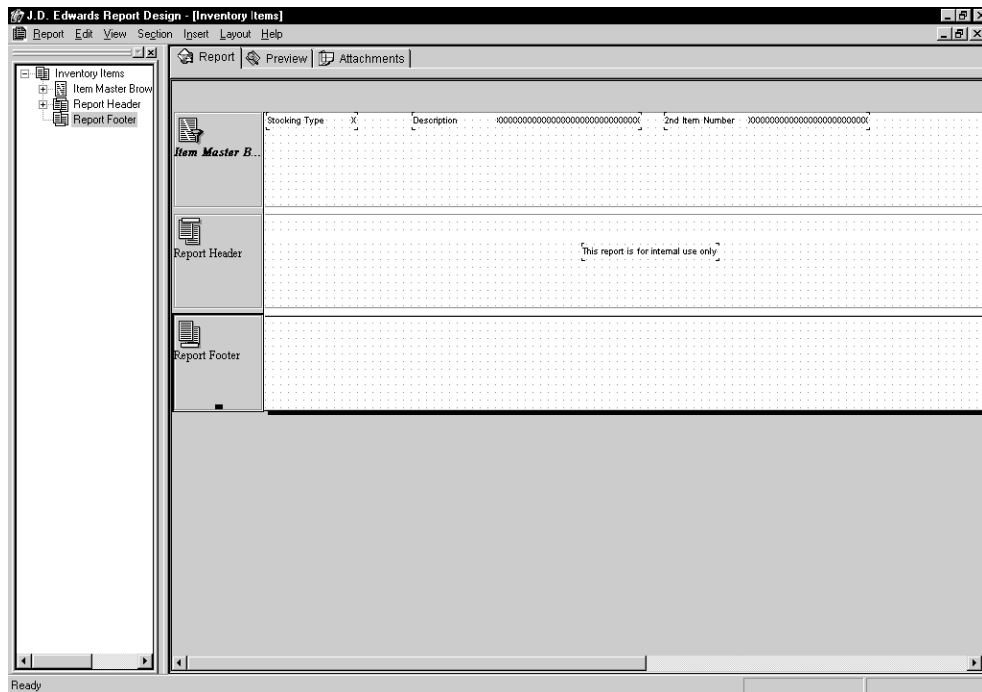 J.D. Edwards Report Design - [Inventory Items]
Report Edit View Section Insert Layout Help
Report Preview Attachments
Inventory Items
Item Master Brow
Report Header
Report Footer
Stocking Type X Description 2nd Item Number
Item Master B...
Report Header
This report is for internal use only
Report Footer
Ready